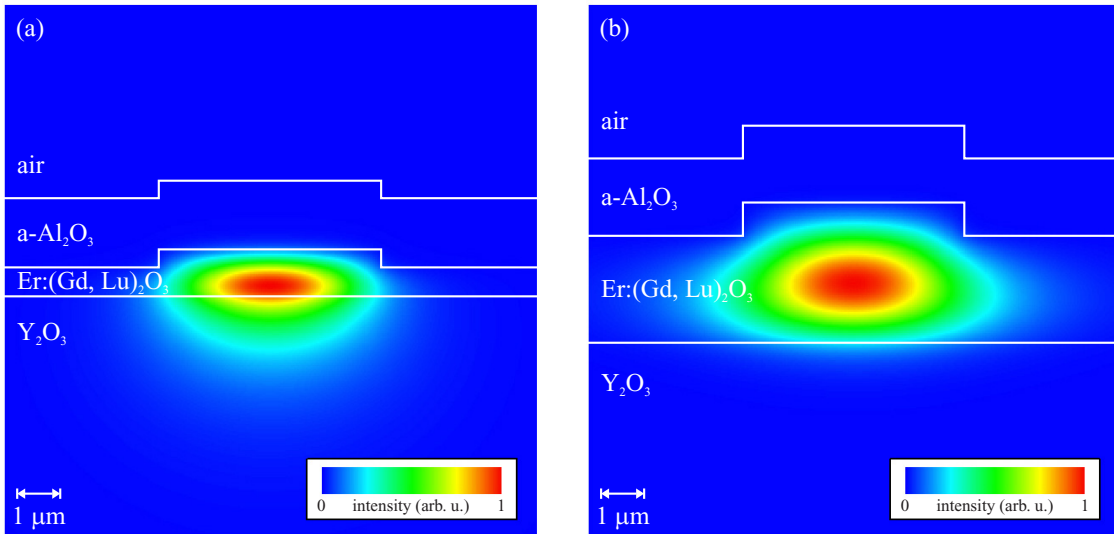 (a)
air
a-Al₂O₃
Er:(Gd, Lu)₂O₃
Y₂O₃
1 μm
0 intensity (arb. u.) 1
(b)
air
a-Al₂O₃
Er:(Gd, Lu)₂O₃
Y₂O₃
1 μm
0 intensity (arb. u.) 1